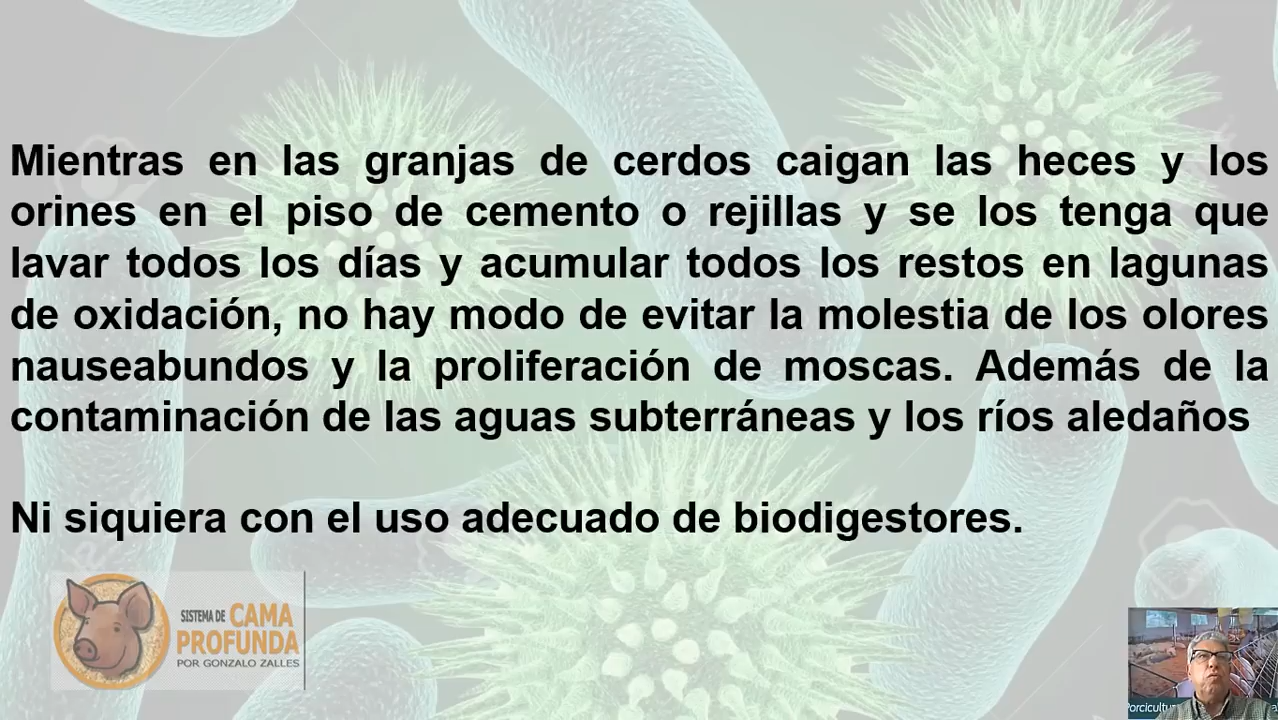 Mientras en las granjas de cerdos caigan las heces y los
orines en el piso de cemento o rejillas y se los tenga que
lavar todos los días y acumular todos los restos en lagunas
de oxidación, no hay modo de evitar la molestia de los olores
nauseabundos y la proliferación de moscas. Además de la
contaminación de las aguas subterráneas y los ríos aledaños
Ni siquiera con el uso adecuado de biodigestores.
SISTEMA DE CAMA
PROFUNDA
POR GONZALO ZALLES